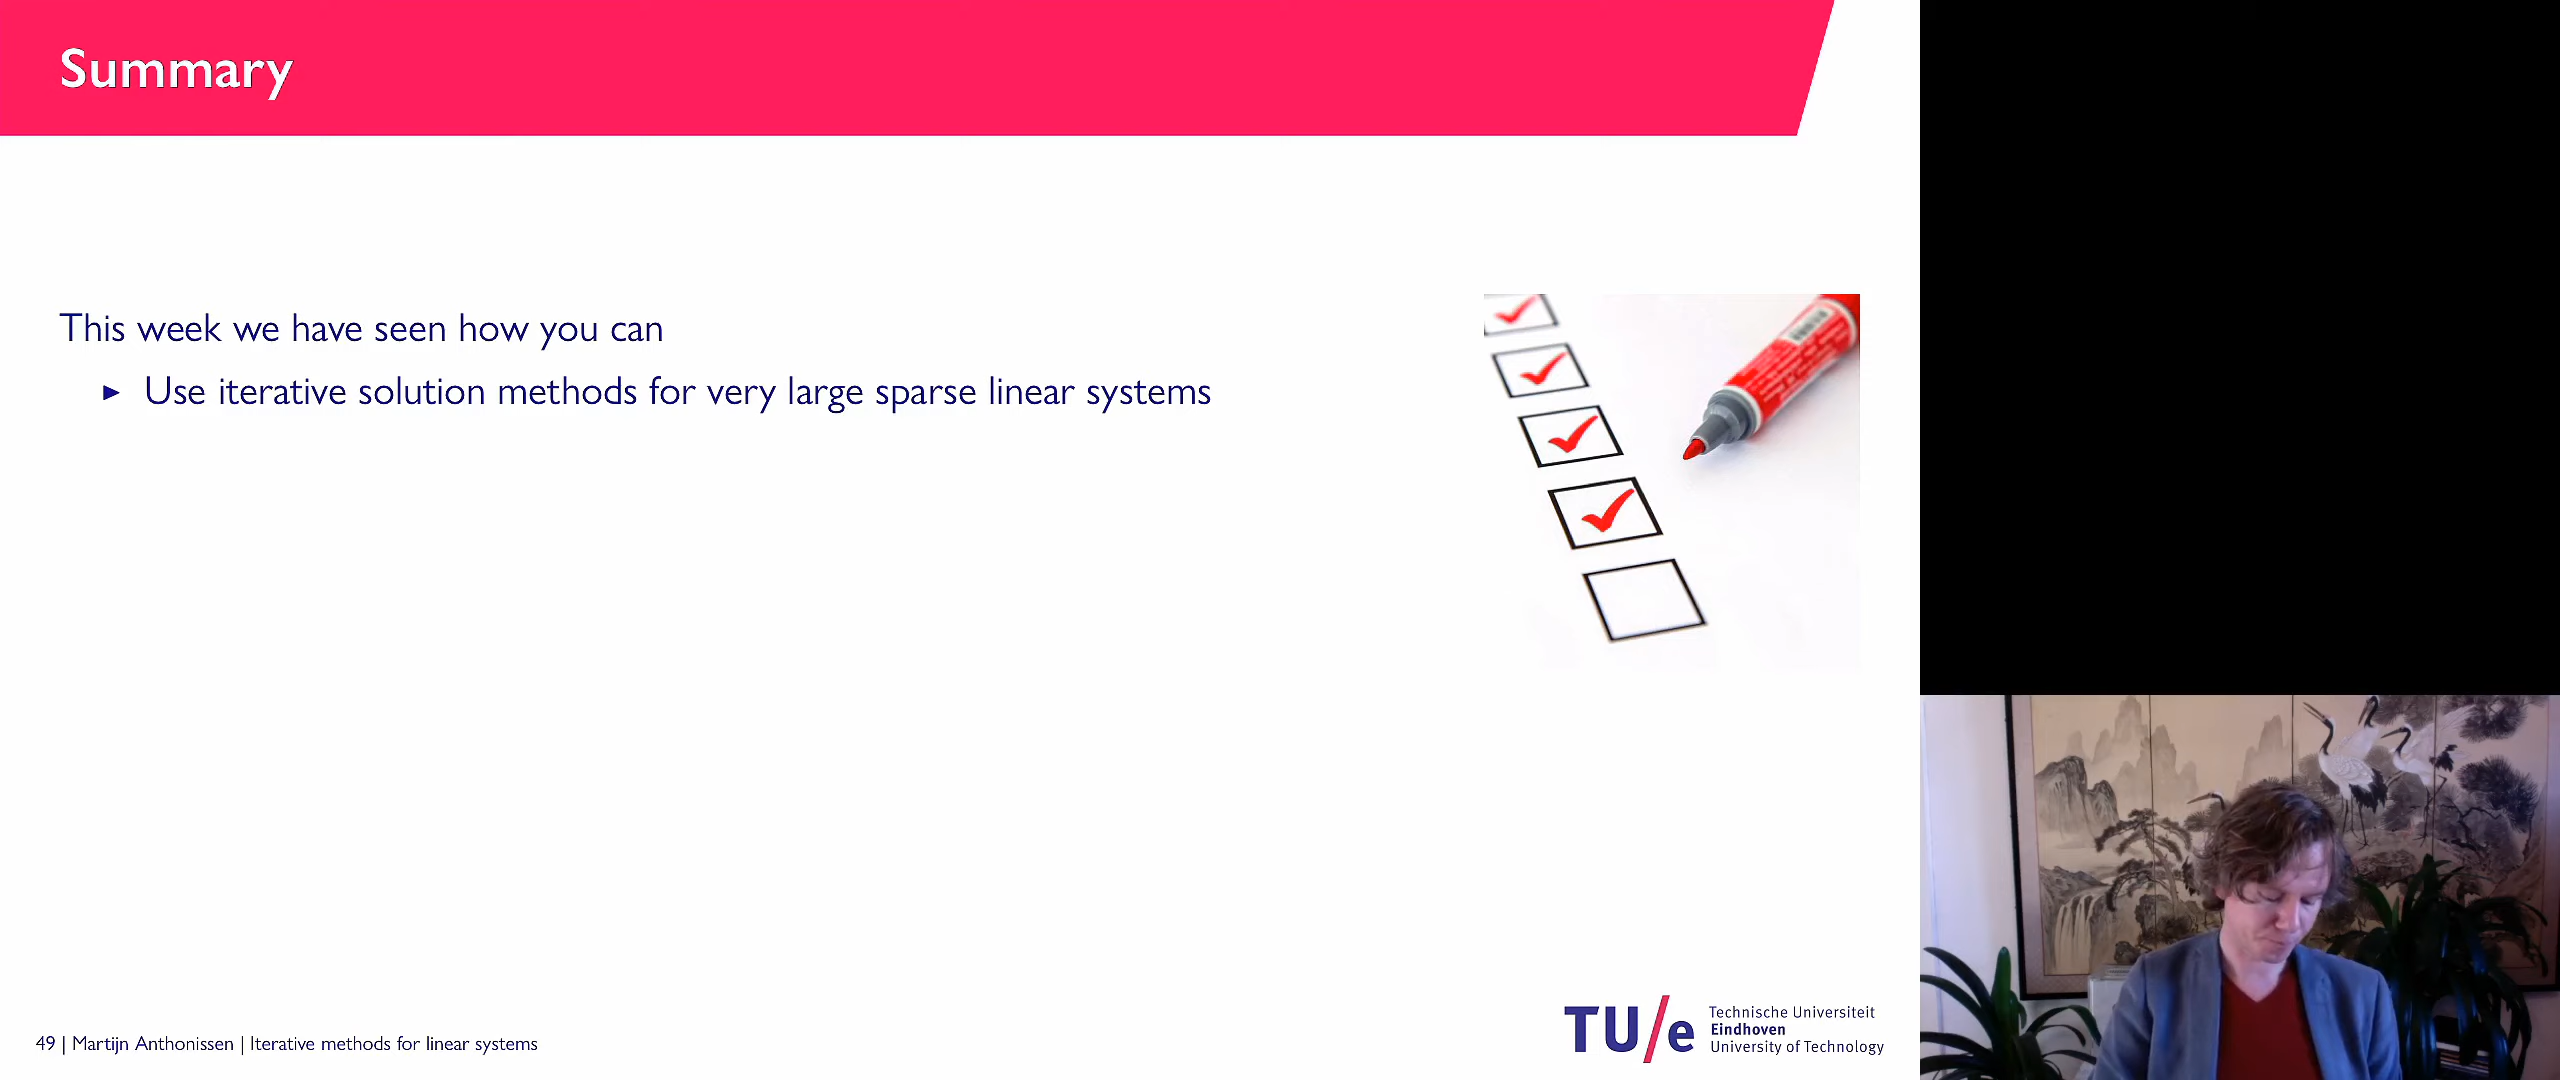 Summary
This week we have seen how you can
▶ Use iterative solution methods for very large sparse linear systems
49 | Martijn Anthonissen | Iterative methods for linear systems
TU/e
Technische Universiteit
Eindhoven
University of Technology